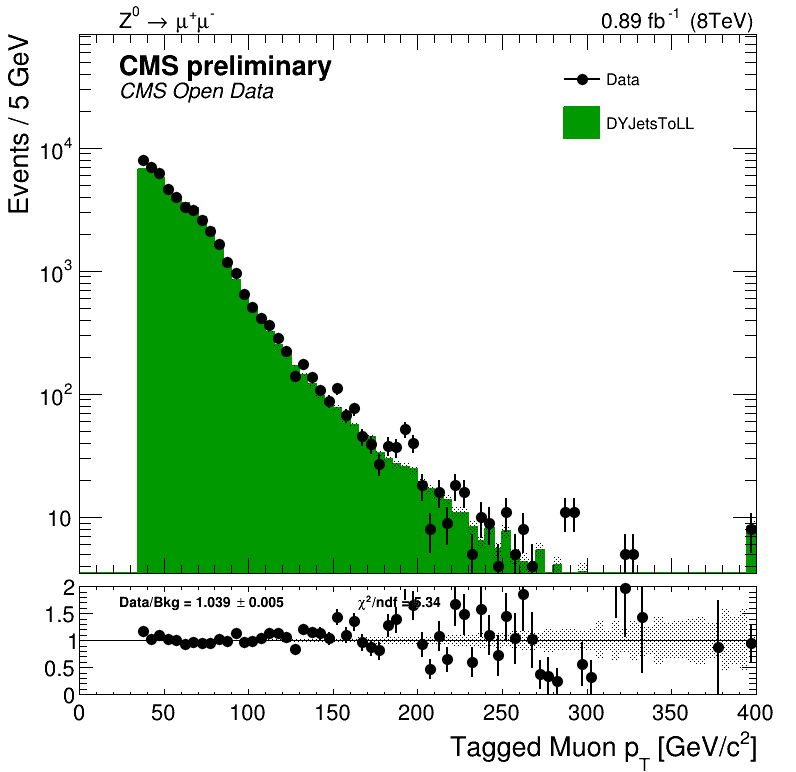 Z⁰ → μ⁺μ⁻ 0.89 fb⁻¹ (8TeV)
Events / 5 GeV
CMS preliminary
CMS Open Data
Data
DYJetsToLL
10⁴
10³
10²
10
Data/Bkg = 1.039 ± 0.005 χ²/ndf = 5.34
2
1.5
1
0.5
0
0 50 100 150 200 250 300 350 400
Tagged Muon p_T [GeV/c²]